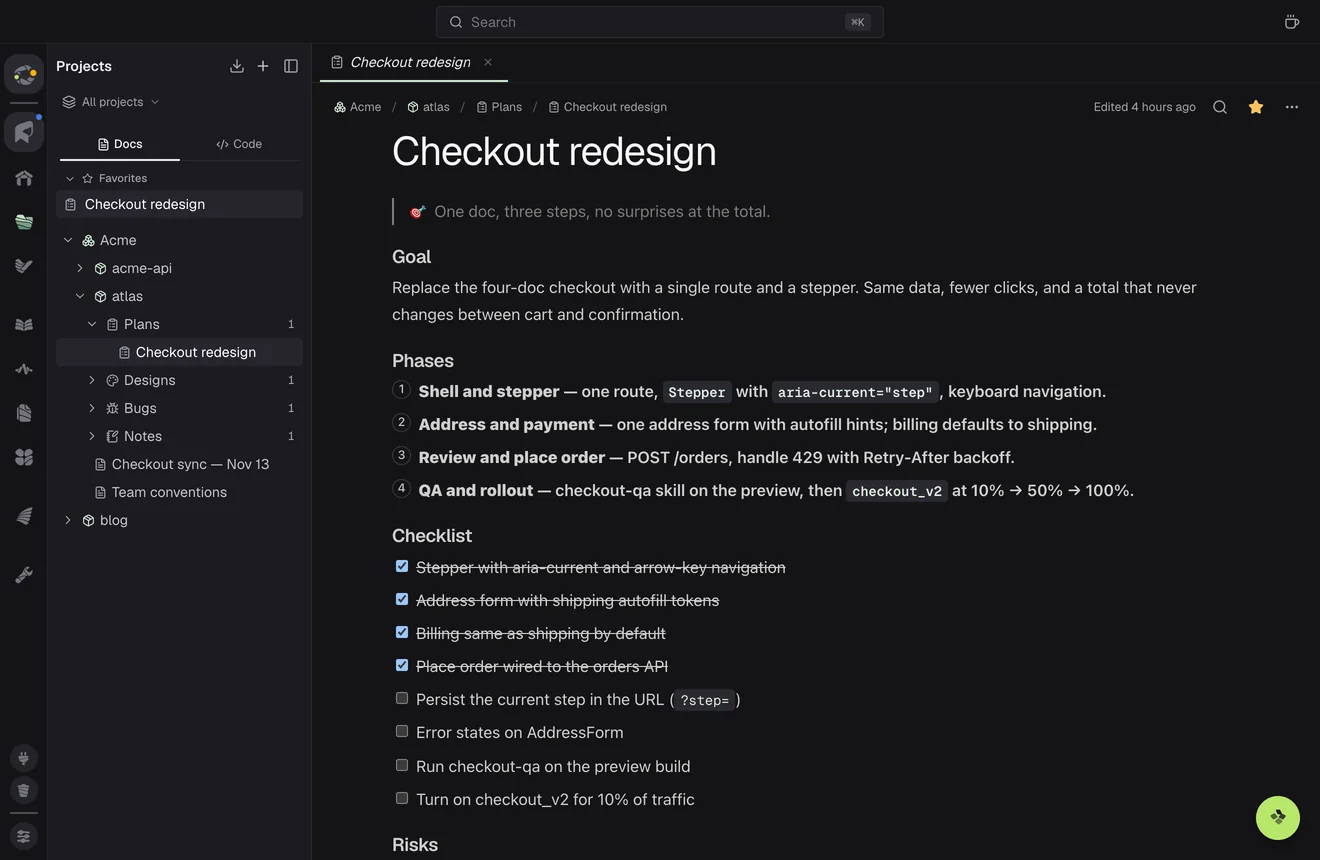 Search
⌘K
Projects
All projects
Docs
Code
Favorites
Checkout redesign
Acme
acme-api
atlas
Plans 1
Checkout redesign
Designs 1
Bugs 1
Notes 1
Checkout sync — Nov 13
Team conventions
blog
Checkout redesign
Acme / atlas / Plans / Checkout redesign
Edited 4 hours ago
Checkout redesign
🎯 One doc, three steps, no surprises at the total.
Goal
Replace the four-doc checkout with a single route and a stepper. Same data, fewer clicks, and a total that never
changes between cart and confirmation.
Phases
1 Shell and stepper — one route, Stepper with aria-current="step", keyboard navigation.
2 Address and payment — one address form with autofill hints; billing defaults to shipping.
3 Review and place order — POST /orders, handle 429 with Retry-After backoff.
4 QA and rollout — checkout-qa skill on the preview, then checkout_v2 at 10% → 50% → 100%.
Checklist
Stepper with aria-current and arrow-key navigation
Address form with shipping autofill tokens
Billing same as shipping by default
Place order wired to the orders API
Persist the current step in the URL (?step=)
Error states on AddressForm
Run checkout-qa on the preview build
Turn on checkout_v2 for 10% of traffic
Risks